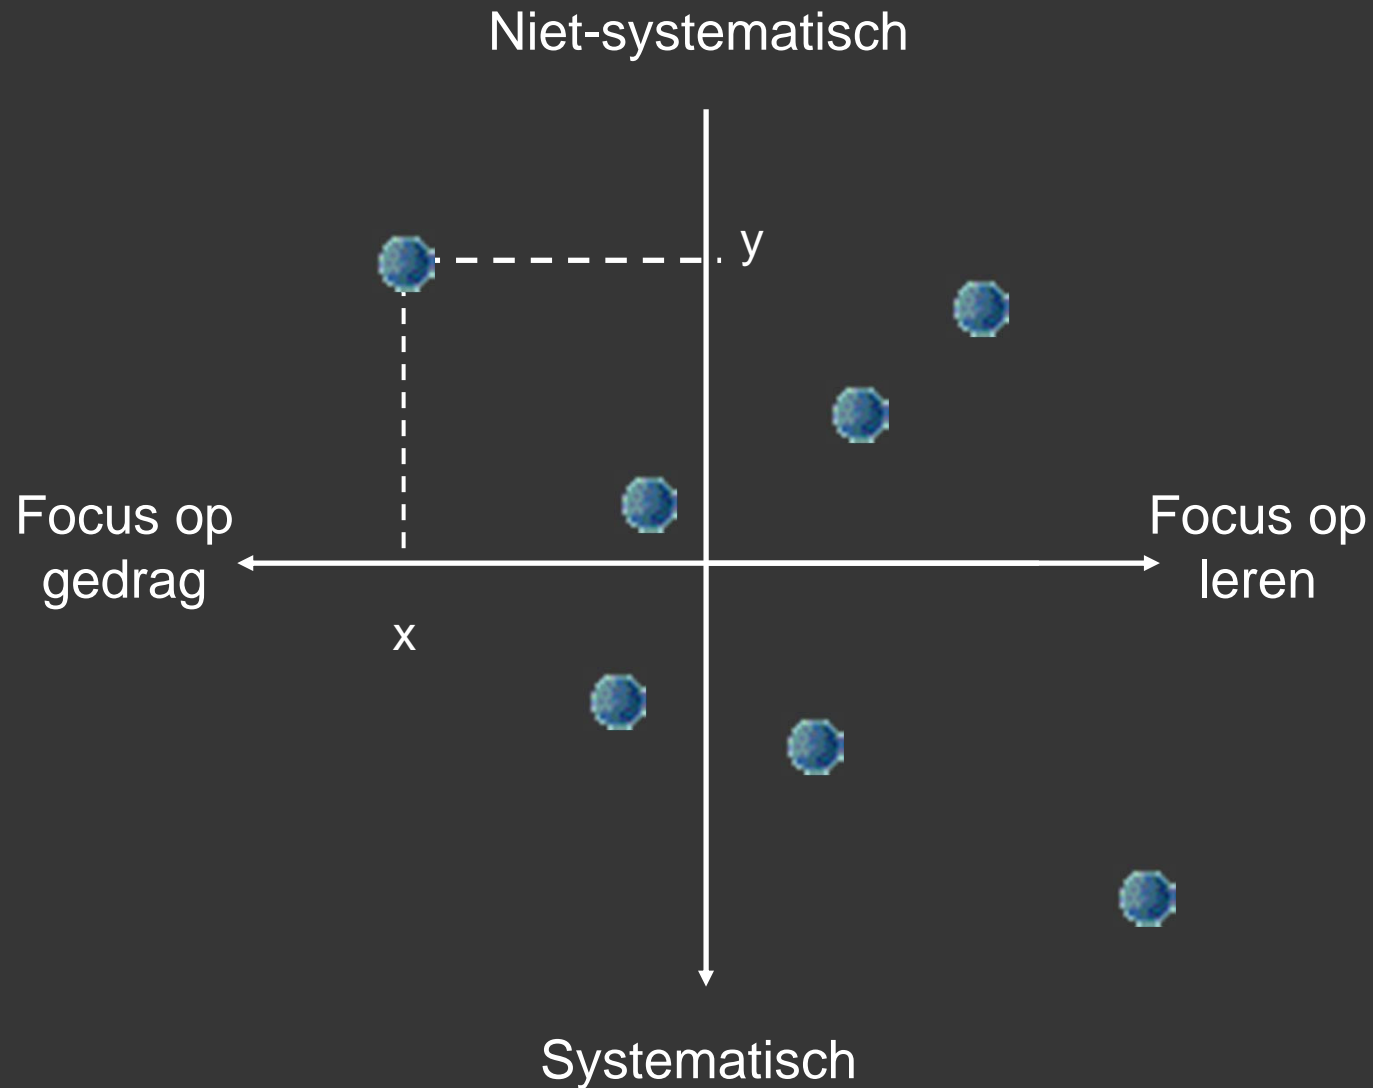 Niet-systematisch
y
Focus op
gedrag
Focus op
leren
x
Systematisch